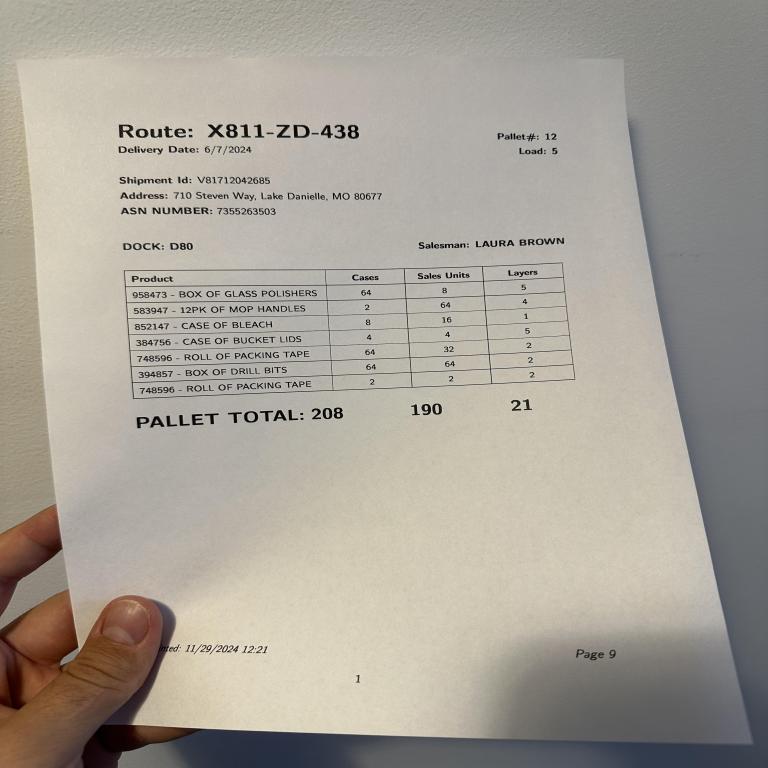 Route: X811-ZD-438
Pallet#: 12
Delivery Date: 6/7/2024
Load: 5
Shipment Id: V81712042685
Address: 710 Steven Way, Lake Danielle, MO 80677
ASN NUMBER: 7355263503
DOCK: D80
Salesman: LAURA BROWN
Product Cases Sales Units Layers
958473 - BOX OF GLASS POLISHERS 64 8 5
583947 - 12PK OF MOP HANDLES 2 64 4
852147 - CASE OF BLEACH 8 16 1
384756 - CASE OF BUCKET LIDS 4 4 5
748596 - ROLL OF PACKING TAPE 64 32 2
394857 - BOX OF DRILL BITS 64 64 2
748596 - ROLL OF PACKING TAPE 2 2 2
PALLET TOTAL: 208 190 21
11/29/2024 12:21
Page 9
1